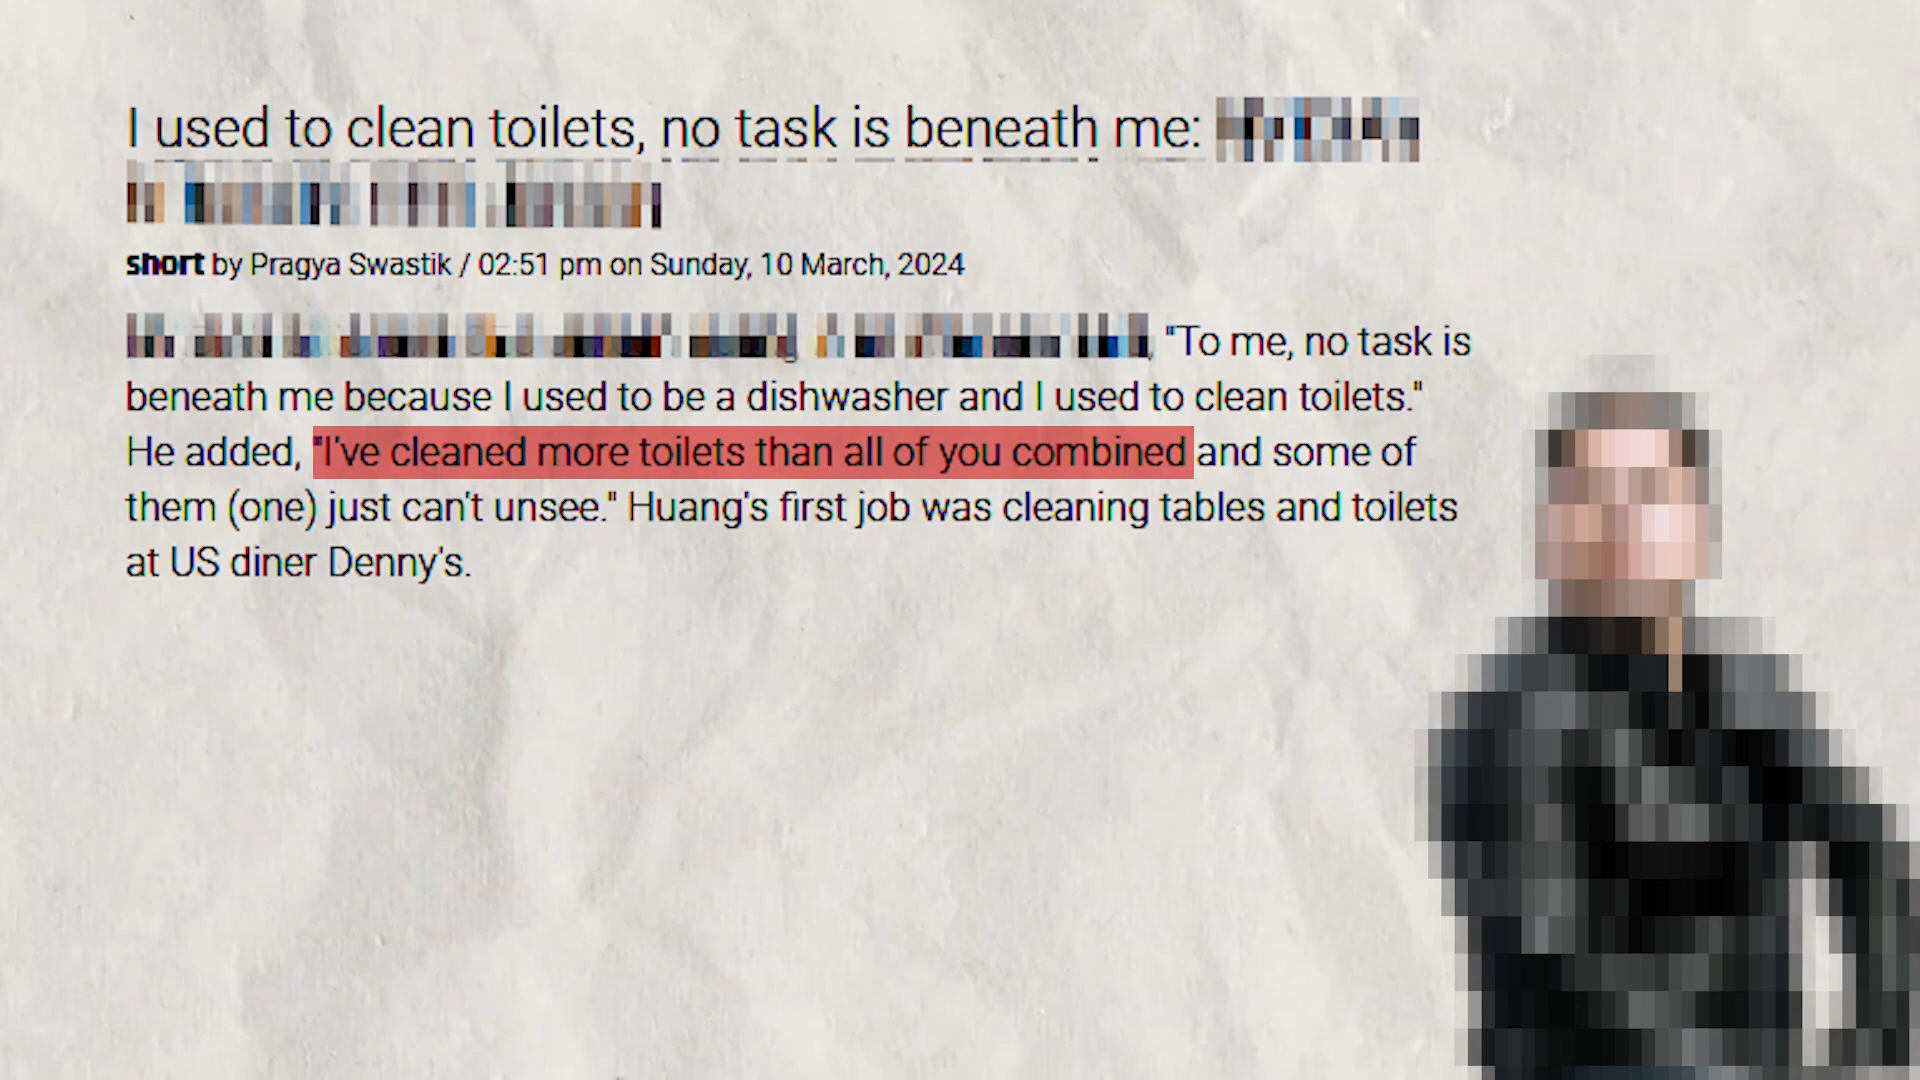 I used to clean toilets, no task is beneath me:
short by Pragya Swastik / 02:51 pm on Sunday, 10 March, 2024
"To me, no task is
beneath me because I used to be a dishwasher and I used to clean toilets."
He added, "I've cleaned more toilets than all of you combined and some of
them (one) just can't unsee." Huang's first job was cleaning tables and toilets
at US diner Denny's.